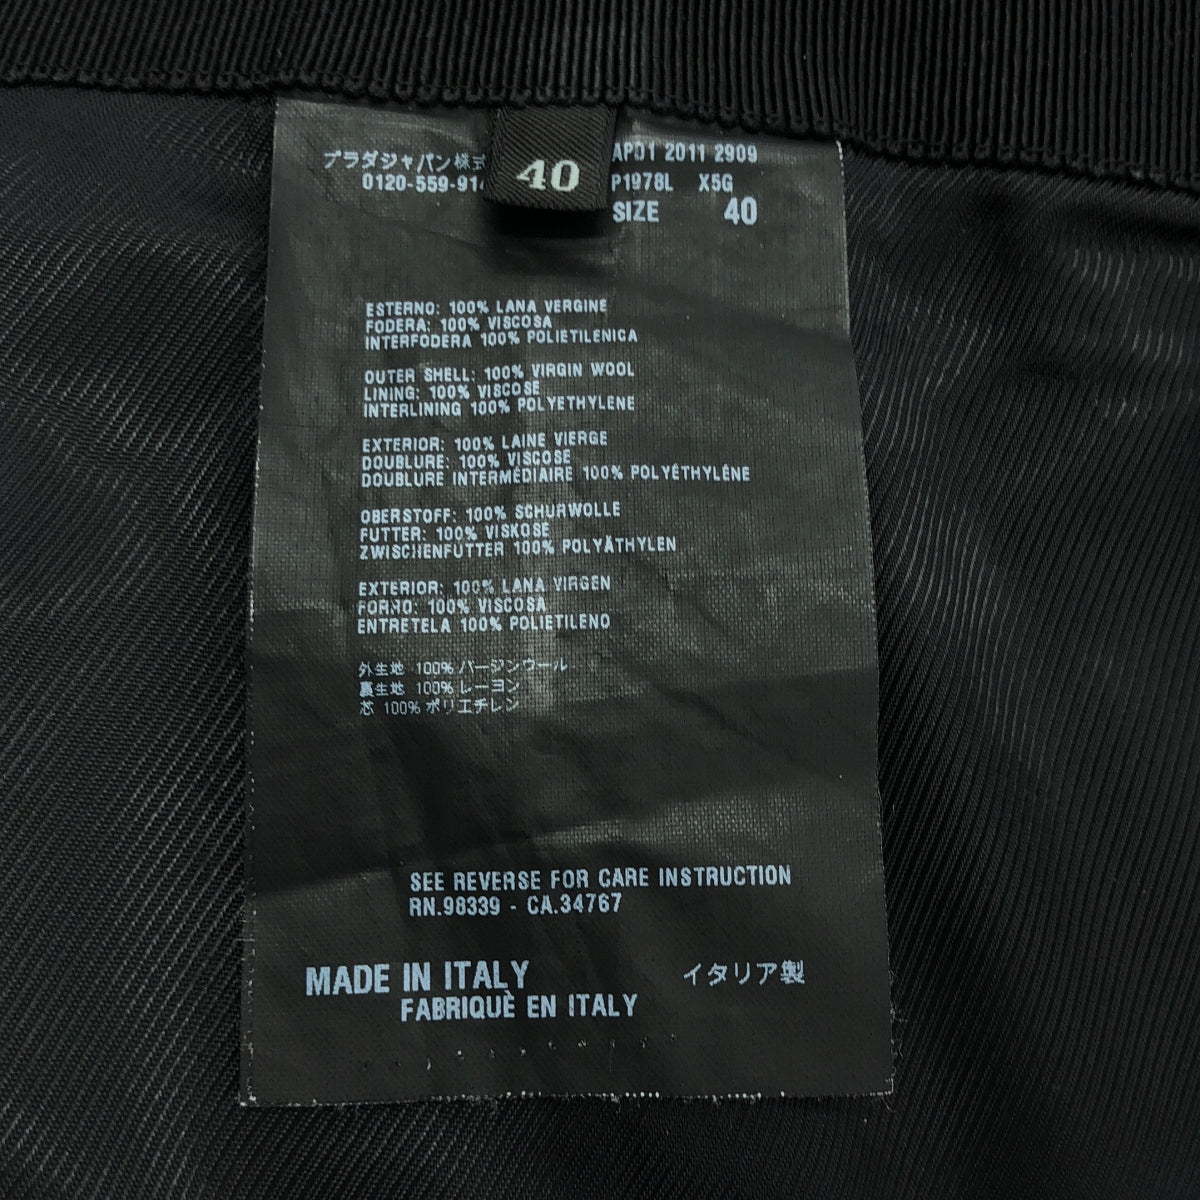 プラダジャパン株式
0120-559-914
40
APD1 2011 2909
P1978L X5G
SIZE 40
ESTERNO: 100% LANA VERGINE
FODERA: 100% VISCOSA
INTERFODERA 100% POLIETILENICA
OUTER SHELL: 100% VIRGIN WOOL
LINING: 100% VISCOSE
INTERLINING 100% POLYETHYLENE
EXTERIOR: 100% LAINE VIERGE
DOUBLURE: 100% VISCOSE
DOUBLURE INTERMÉDIAIRE 100% POLYÉTHYLÈNE
OBERSTOFF: 100% SCHURWOLLE
FUTTER: 100% VISKOSE
ZWISCHENFUTTER 100% POLYÄTHYLEN
EXTERIOR: 100% LANA VIRGEN
FORRO: 100% VISCOSA
ENTRETELA 100% POLIETILENO
外生地 100% バージンウール
裏生地 100% レーヨン
芯 100% ポリエチレン
SEE REVERSE FOR CARE INSTRUCTION
RN.98339 - CA.34767
MADE IN ITALY イタリア製
FABRIQUÈ EN ITALY